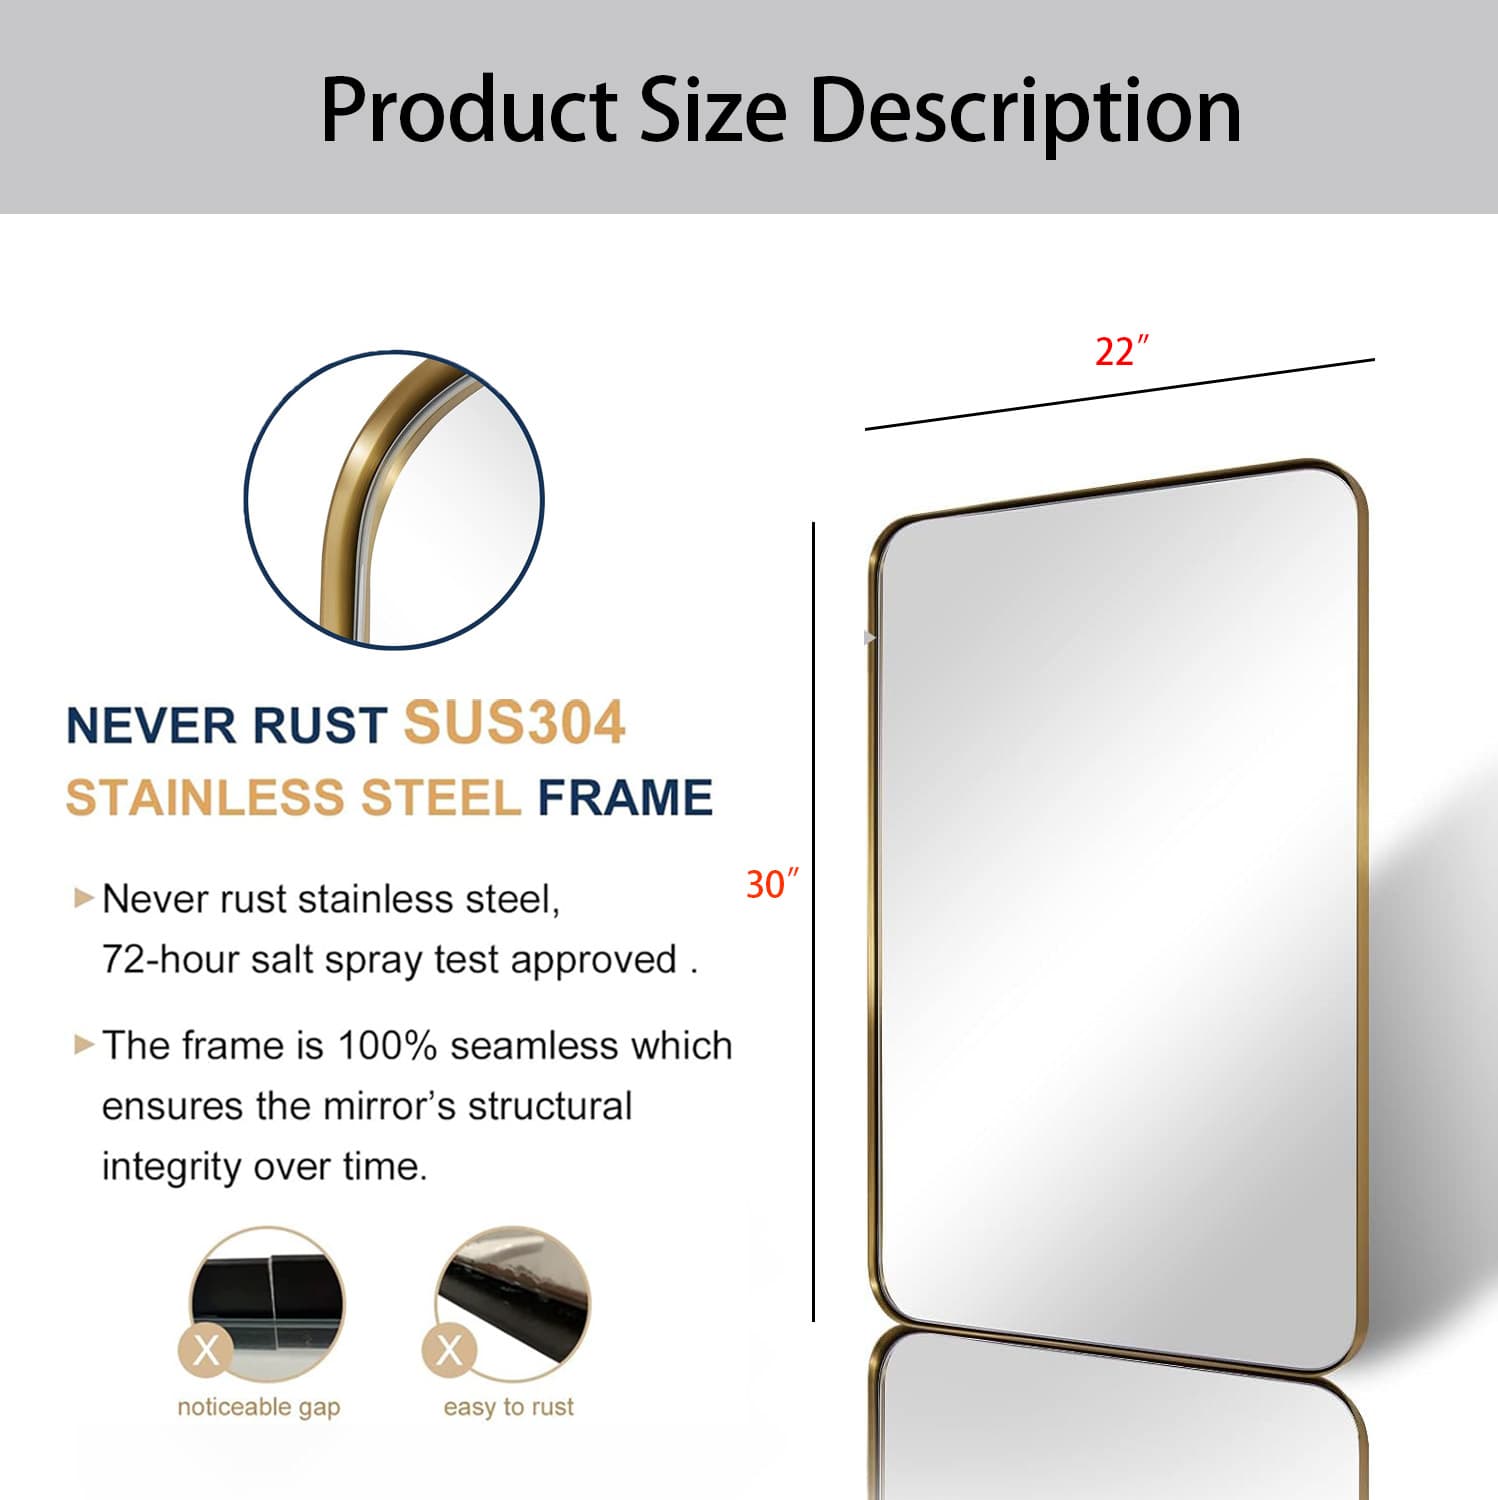 Product Size Description
22″
NEVER RUST SUS304
STAINLESS STEEL FRAME
30″
Never rust stainless steel,
72-hour salt spray test approved .
The frame is 100% seamless which
ensures the mirror’s structural
integrity over time.
X
X
noticeable gap
easy to rust